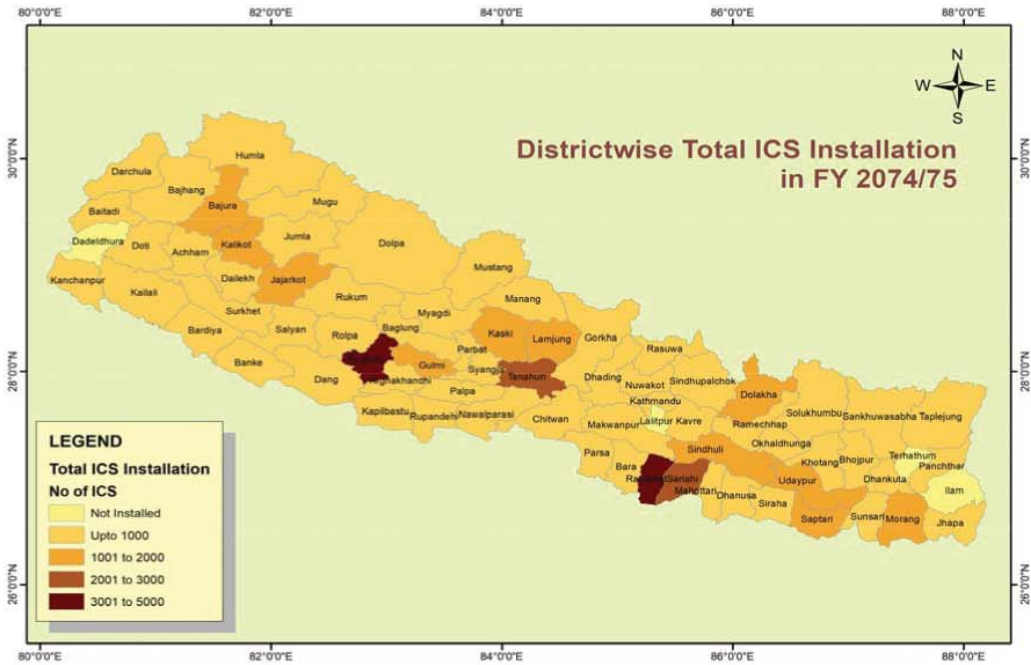 80°0'0"E
82°0'0"E
84°0'0"E
86°0'0"E
88°0'0"E
N
W
E
S
Districtwise Total ICS Installation
in FY 2074/75
30°0'0"N
30°0'0"N
28°0'0"N
28°0'0"N
26°0'0"N
26°0'0"N
Humla
Darchula
Bajhang
Mugu
Bajura
Baitadi
Jumla
Dolpa
Dadeldhura
Doti
Kalikot
Achham
Mustang
Dailekh
Jajarkot
Kanchanpur
Kailali
Rukum
Manang
Surkhet
Myagdi
Bardiya
Salyan
Rolpa
Baglung
Kaski
Lamjung
Gorkha
Parbat
Rasuwa
Banke
Gulmi
Syangja
Tanahun
Dang
Dhading
Nuwakot
Sindhupalchok
Palpa
Kathmandu
Dolakha
Kapilbastu
Rupandehi
Nawalparasi
Chitwan
Makwanpur
Lalitpur
Kavre
Ramechhap
Solukhumbu
Sankhuwasabha
Taplejung
Okhaldhunga
Parsa
Sindhuli
Bara
Khotang
Bhojpur
Terhathum
Panchthar
Sarlahi
Udaypur
Dhankuta
Mahottari
Dhanusa
Siraha
Ilam
Saptari
Sunsari
Morang
Jhapa
LEGEND
Total ICS Installation
No of ICS
Not Installed
Upto 1000
1001 to 2000
2001 to 3000
3001 to 5000
80°0'0"E
82°0'0"E
84°0'0"E
86°0'0"E
88°0'0"E